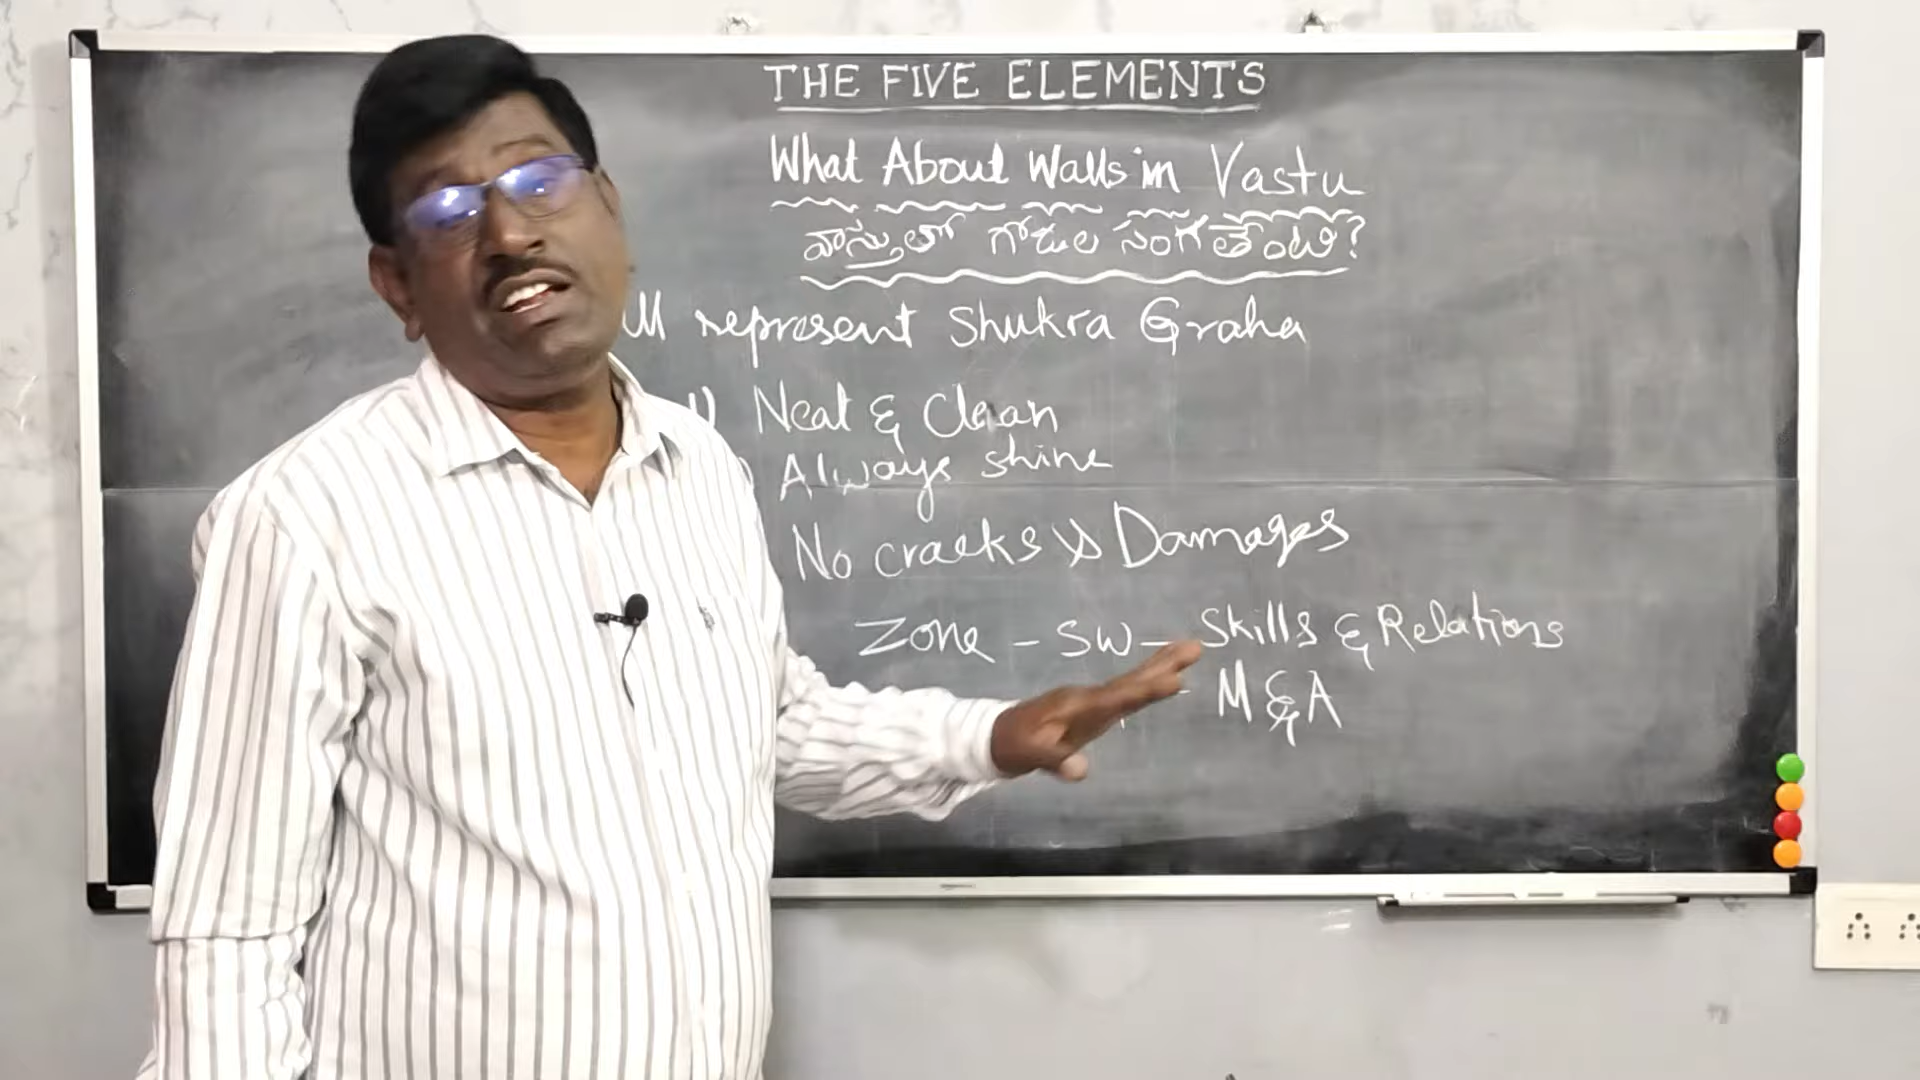 THE FIVE ELEMENTS
What About Walls in Vastu
వాస్తులో గోడల సంగతేంటి?
represent Shukra Graha
Neat & Clean
Always shine
No cracks Damages
Zone - SW - Skills & Relations
- M & A